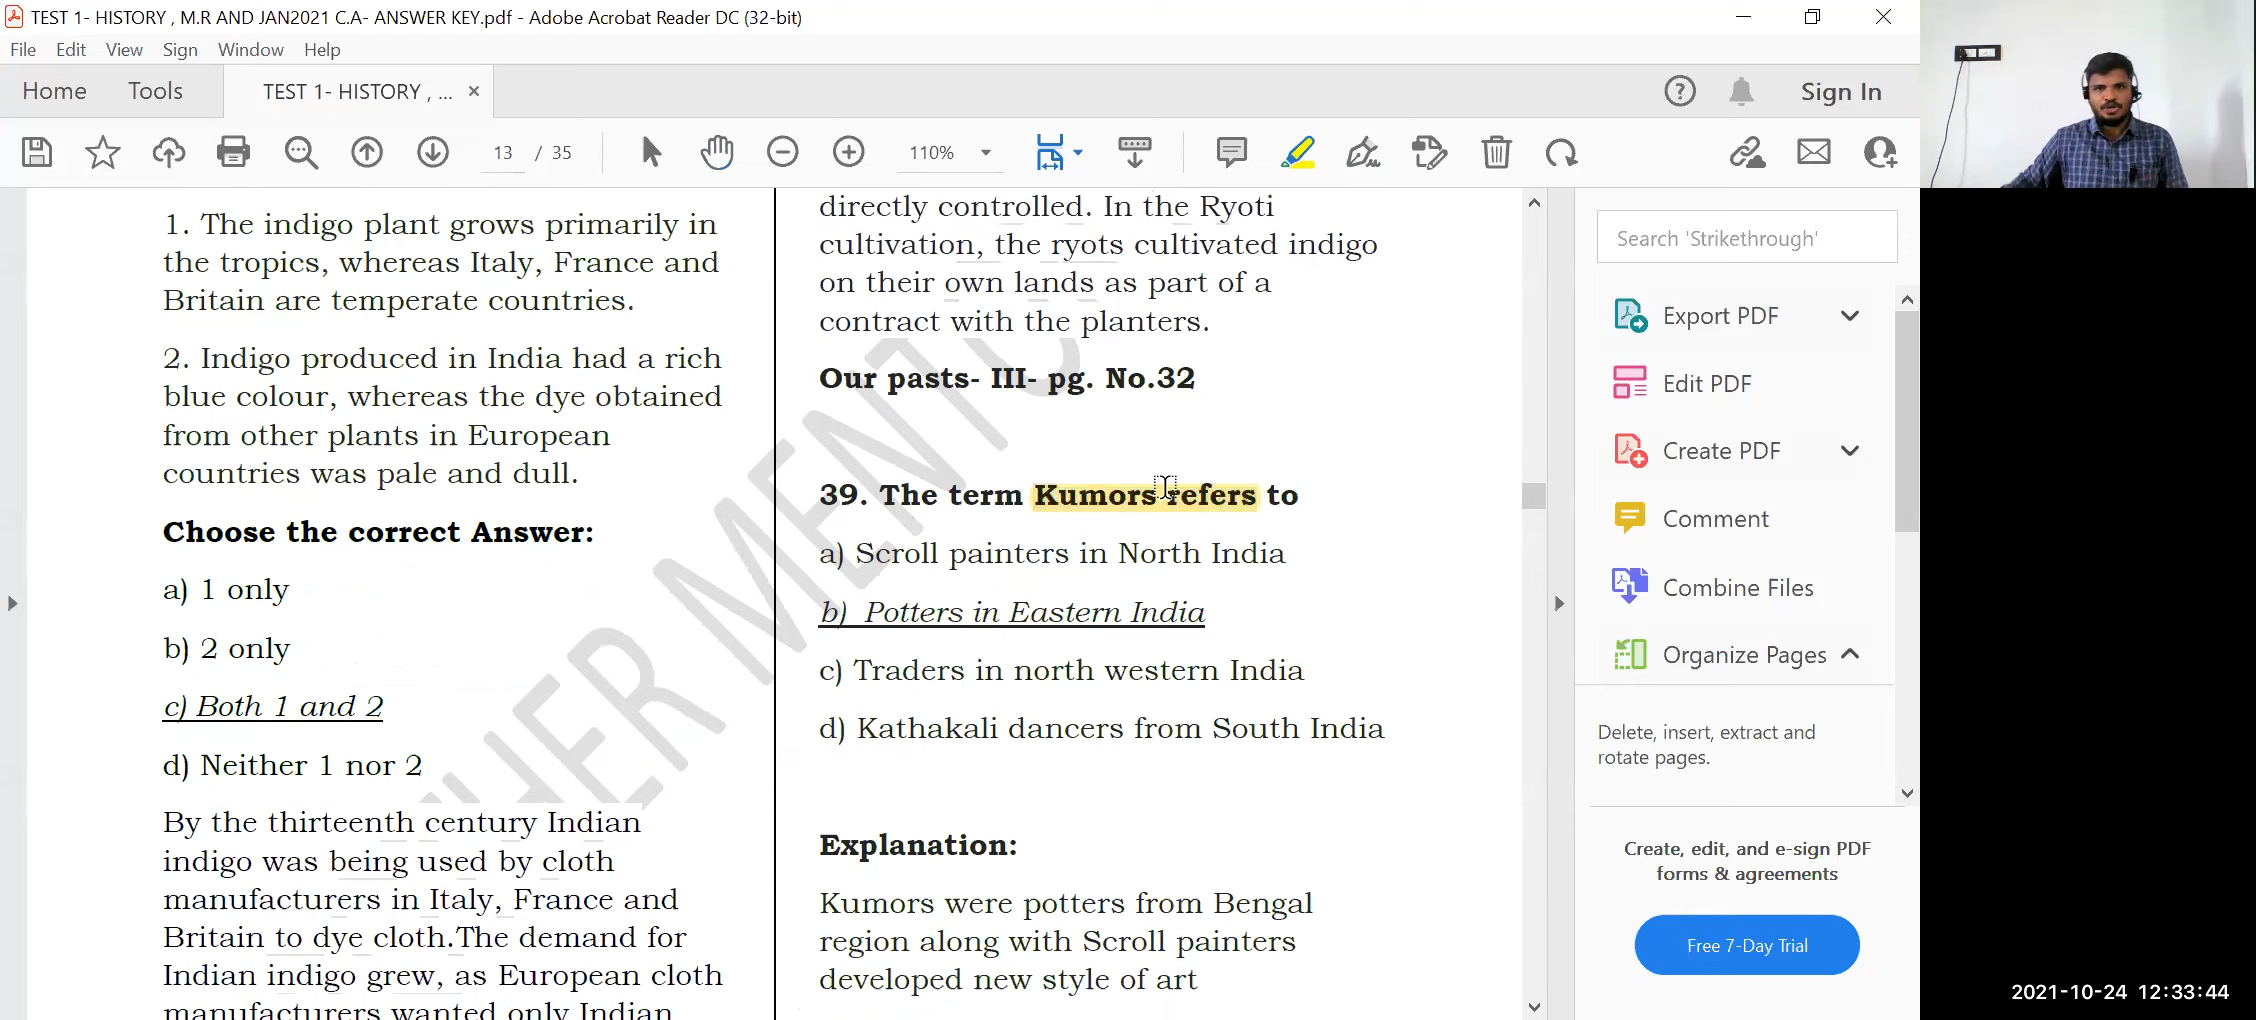 TEST 1- HISTORY , M.R AND JAN2021 C.A- ANSWER KEY.pdf - Adobe Acrobat Reader DC (32-bit)
File Edit View Sign Window Help
Home Tools TEST 1- HISTORY , ... × Sign In
13 / 35 110%
1. The indigo plant grows primarily in
the tropics, whereas Italy, France and
Britain are temperate countries.
2. Indigo produced in India had a rich
blue colour, whereas the dye obtained
from other plants in European
countries was pale and dull.
Choose the correct Answer:
a) 1 only
b) 2 only
c) Both 1 and 2
d) Neither 1 nor 2
By the thirteenth century Indian
indigo was being used by cloth
manufacturers in Italy, France and
Britain to dye cloth.The demand for
Indian indigo grew, as European cloth
manufacturers wanted only Indian
directly controlled. In the Ryoti
cultivation, the ryots cultivated indigo
on their own lands as part of a
contract with the planters.
Our pasts- III- pg. No.32
39. The term Kumors refers to
a) Scroll painters in North India
b) Potters in Eastern India
c) Traders in north western India
d) Kathakali dancers from South India
Explanation:
Kumors were potters from Bengal
region along with Scroll painters
developed new style of art
Search 'Strikethrough'
Export PDF
Edit PDF
Create PDF
Comment
Combine Files
Organize Pages
Delete, insert, extract and
rotate pages.
Create, edit, and e-sign PDF
forms & agreements
Free 7-Day Trial
2021-10-24 12:33:44